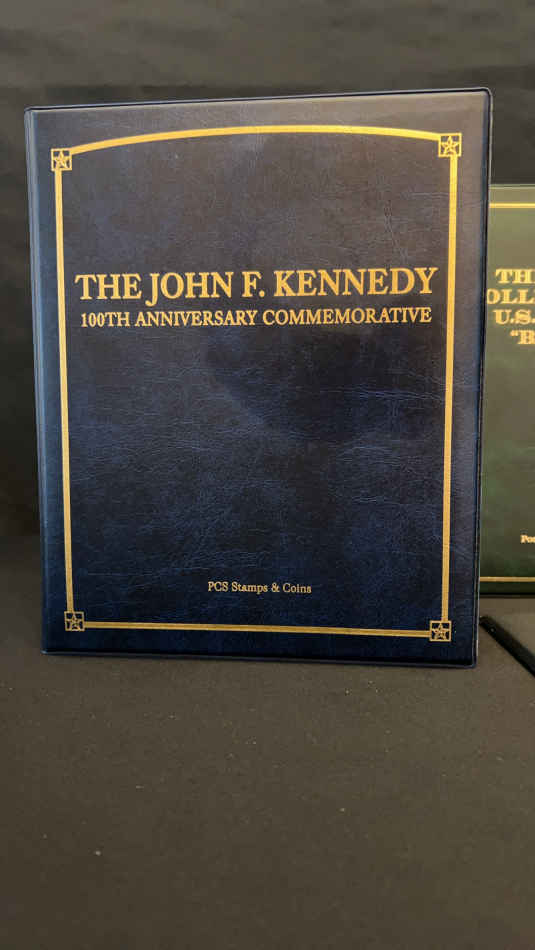 THE JOHN F. KENNEDY
100TH ANNIVERSARY COMMEMORATIVE
PCS Stamps & Coins
U.S.